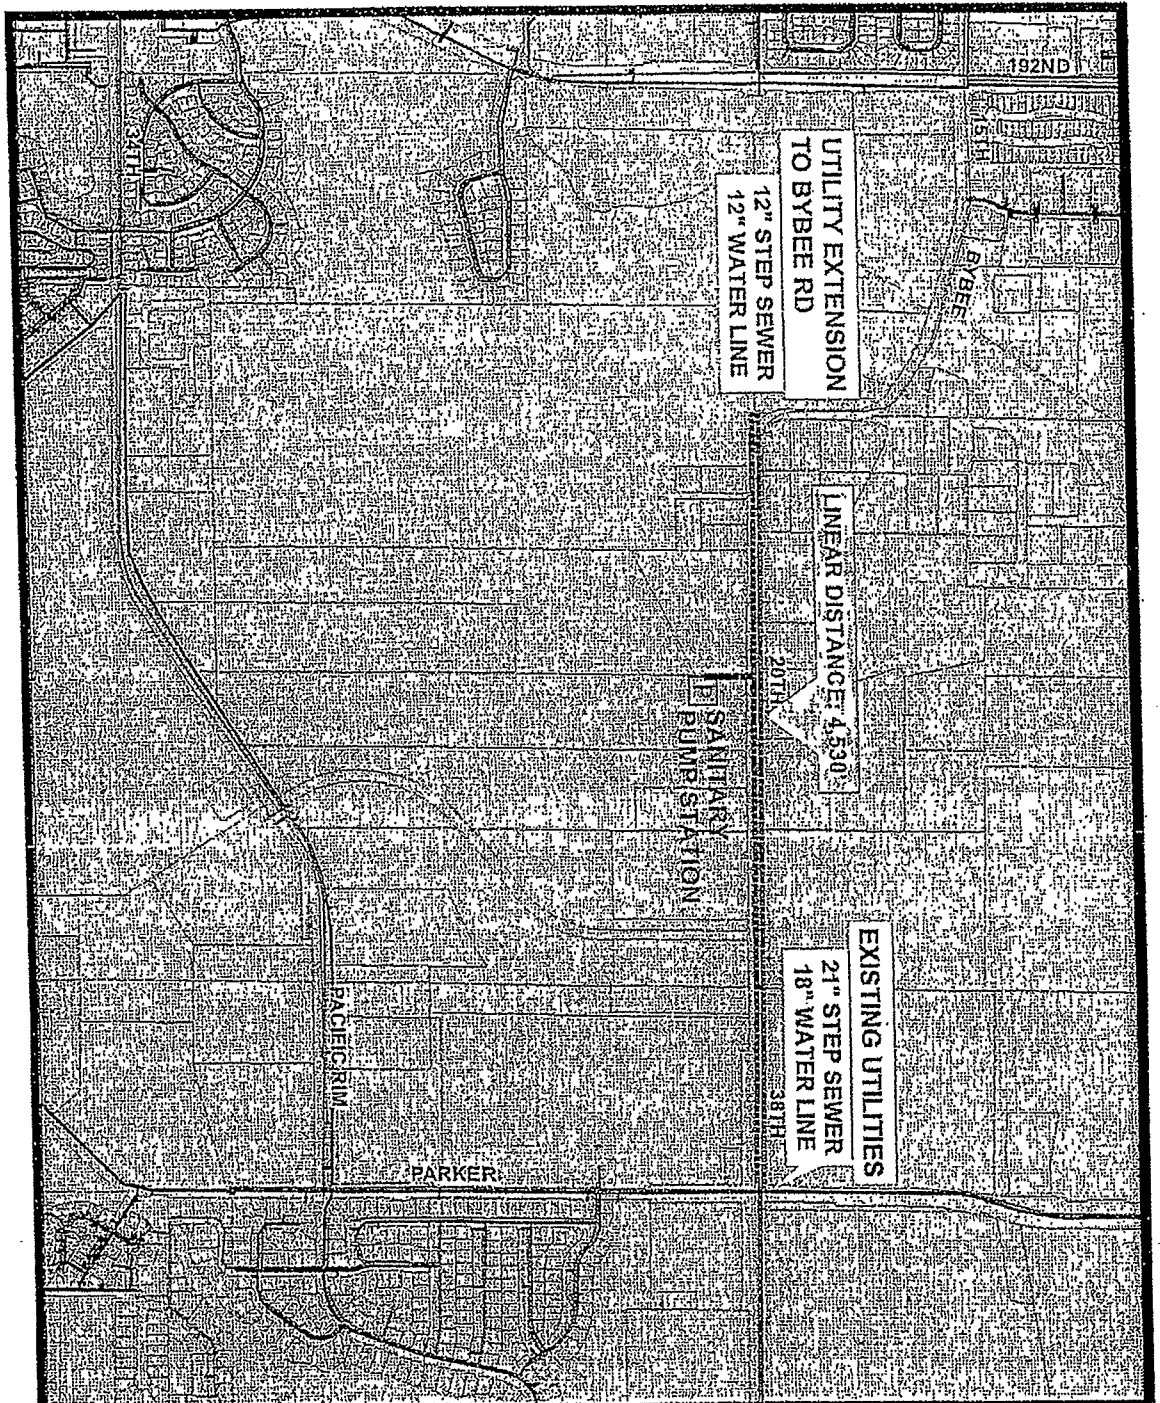 192ND
15TH
34TH
BYBEE
UTILITY EXTENSION
TO BYBEE RD
12" STEP SEWER
12" WATER LINE
LINEAR DISTANCE: 4,530'
20TH
P
SANITARY
PUMP STATION
EXISTING UTILITIES
21" STEP SEWER
18" WATER LINE
38TH
PACIFIC RIM
PARKER